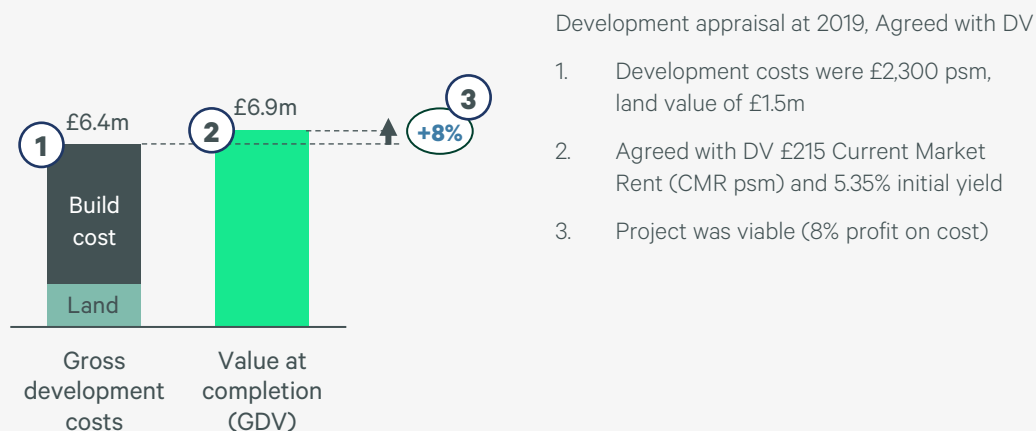 Development appraisal at 2019, Agreed with DV
1. Development costs were £2,300 psm,
land value of £1.5m
2. Agreed with DV £215 Current Market
Rent (CMR psm) and 5.35% initial yield
3. Project was viable (8% profit on cost)
1
£6.4m
2
£6.9m
3
+8%
Build
cost
Land
Gross
development
costs
Value at
completion
(GDV)